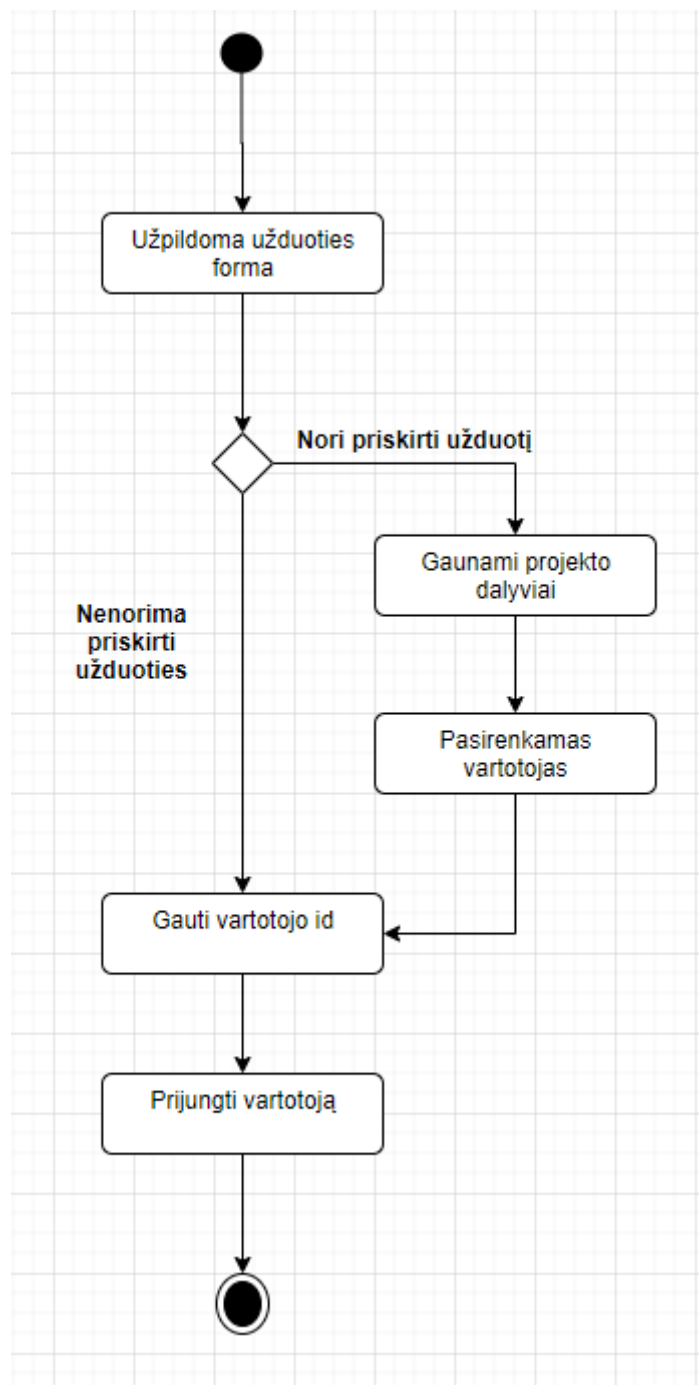 Užpildoma užduoties
forma
Nori priskirti užduotį
Gaunami projekto
dalyviai
Nenorima
priskirti
užduoties
Pasirenkamas
vartotojas
Gauti vartotojo id
Prijungti vartotoją